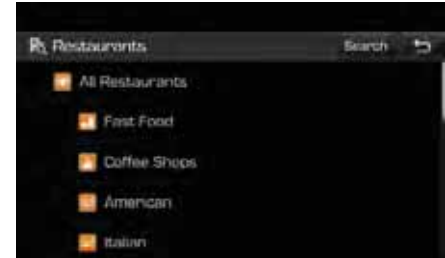 Restaurants Search
All Restaurants
Fast Food
Coffee Shops
American
Italian